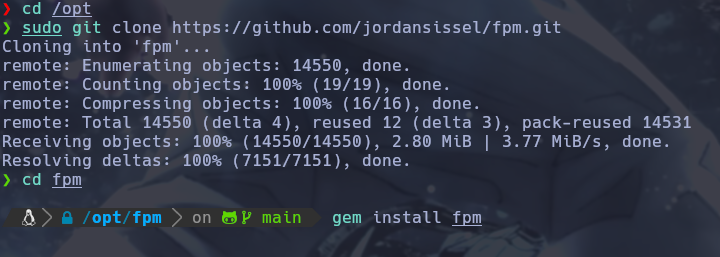 ❯ cd /opt
❯ sudo git clone https://github.com/jordansissel/fpm.git
Cloning into 'fpm'...
remote: Enumerating objects: 14550, done.
remote: Counting objects: 100% (19/19), done.
remote: Compressing objects: 100% (16/16), done.
remote: Total 14550 (delta 4), reused 12 (delta 3), pack-reused 14531
Receiving objects: 100% (14550/14550), 2.80 MiB | 3.77 MiB/s, done.
Resolving deltas: 100% (7151/7151), done.
❯ cd fpm
/opt/fpm on main gem install fpm